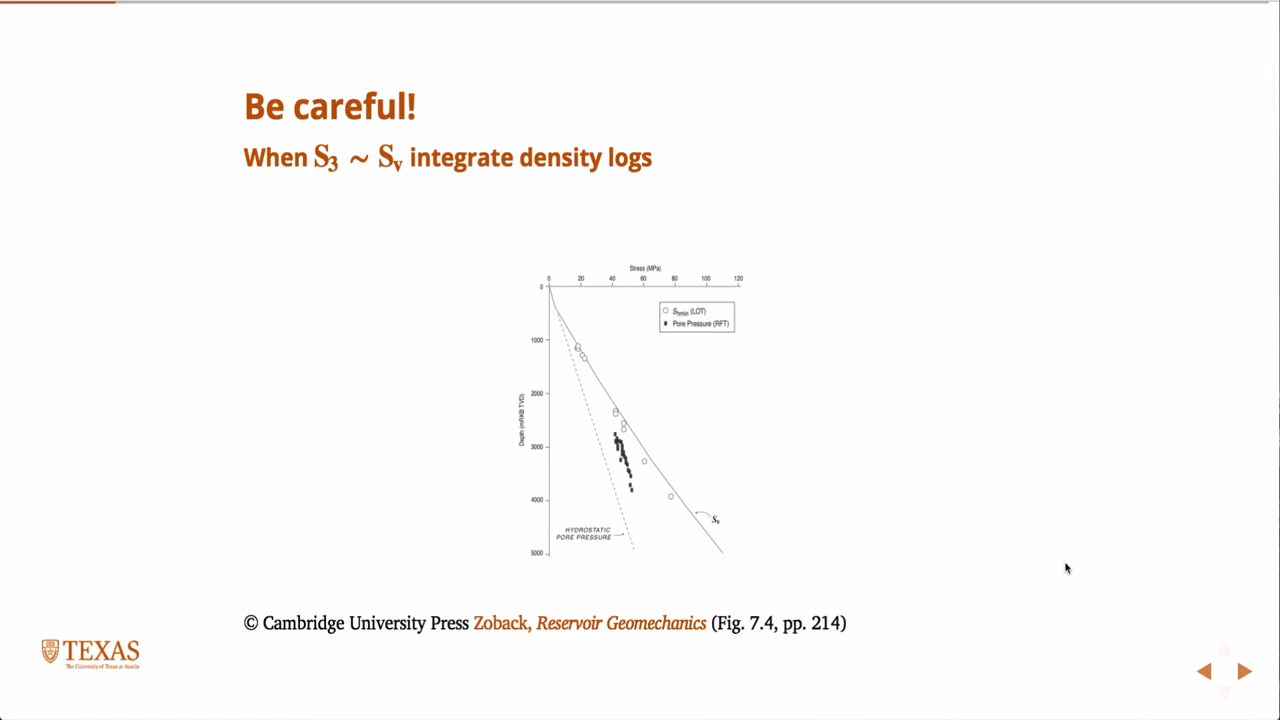 Be careful!
When S₃ ~ Sᵥ integrate density logs
Stress (MPa)
0 20 40 60 80 100 120
0
1000
2000
3000
4000
5000
Depth (mRKB TVD)
Shmin (LOT)
Pore Pressure (RFT)
Sv
HYDROSTATIC
PORE PRESSURE
© Cambridge University Press Zoback, Reservoir Geomechanics (Fig. 7.4, pp. 214)
TEXAS
The University of Texas at Austin